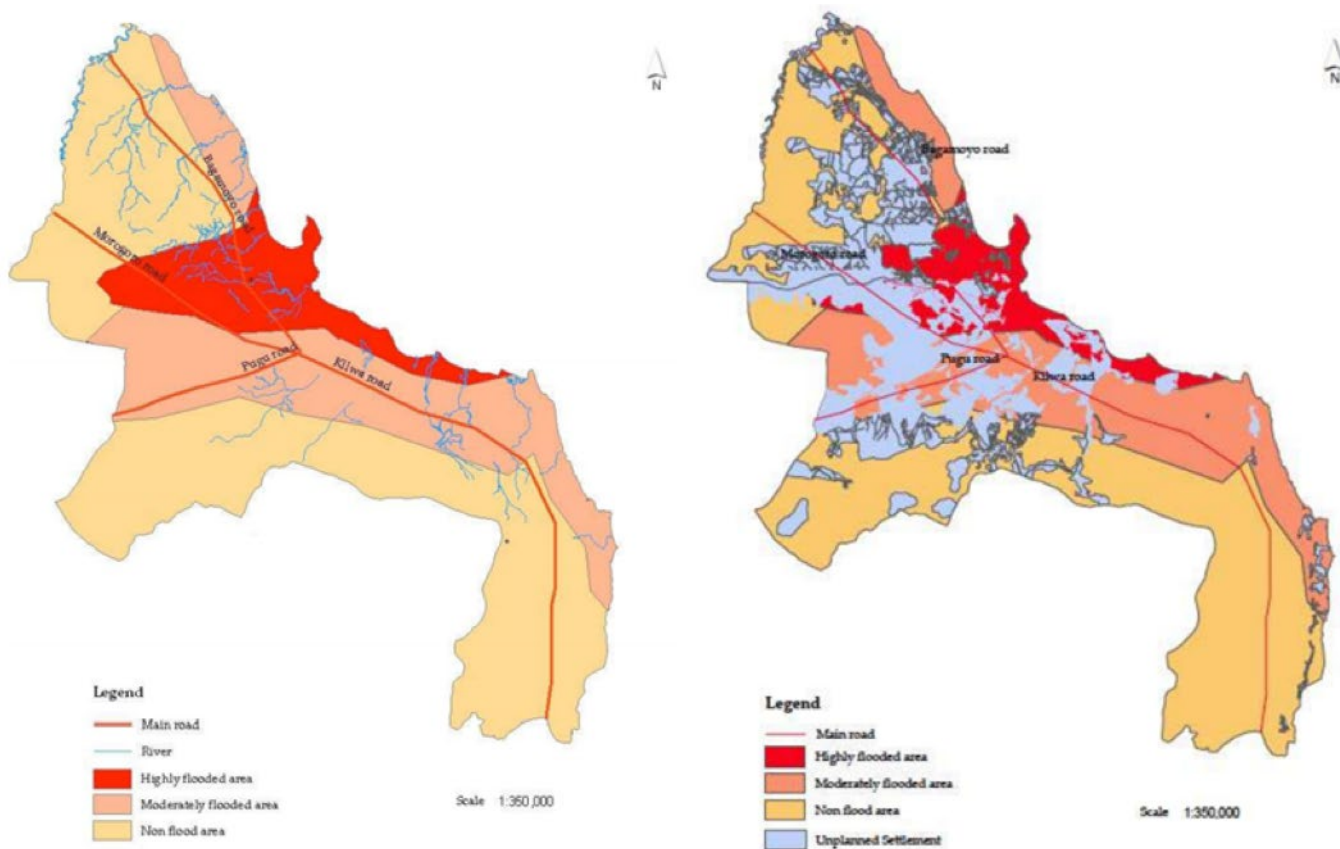 N
Bagamoyo road
Morogoro road
Pugu road
Kilwa road
Legend
Main road
River
Highly flooded area
Moderately flooded area
Non flood area
Scale 1:350,000
N
Bagamoyo road
Morogoro road
Pugu road
Kilwa road
Legend
Main road
Highly flooded area
Moderately flooded area
Non flood area
Unplanned Settlement
Scale 1:350,000